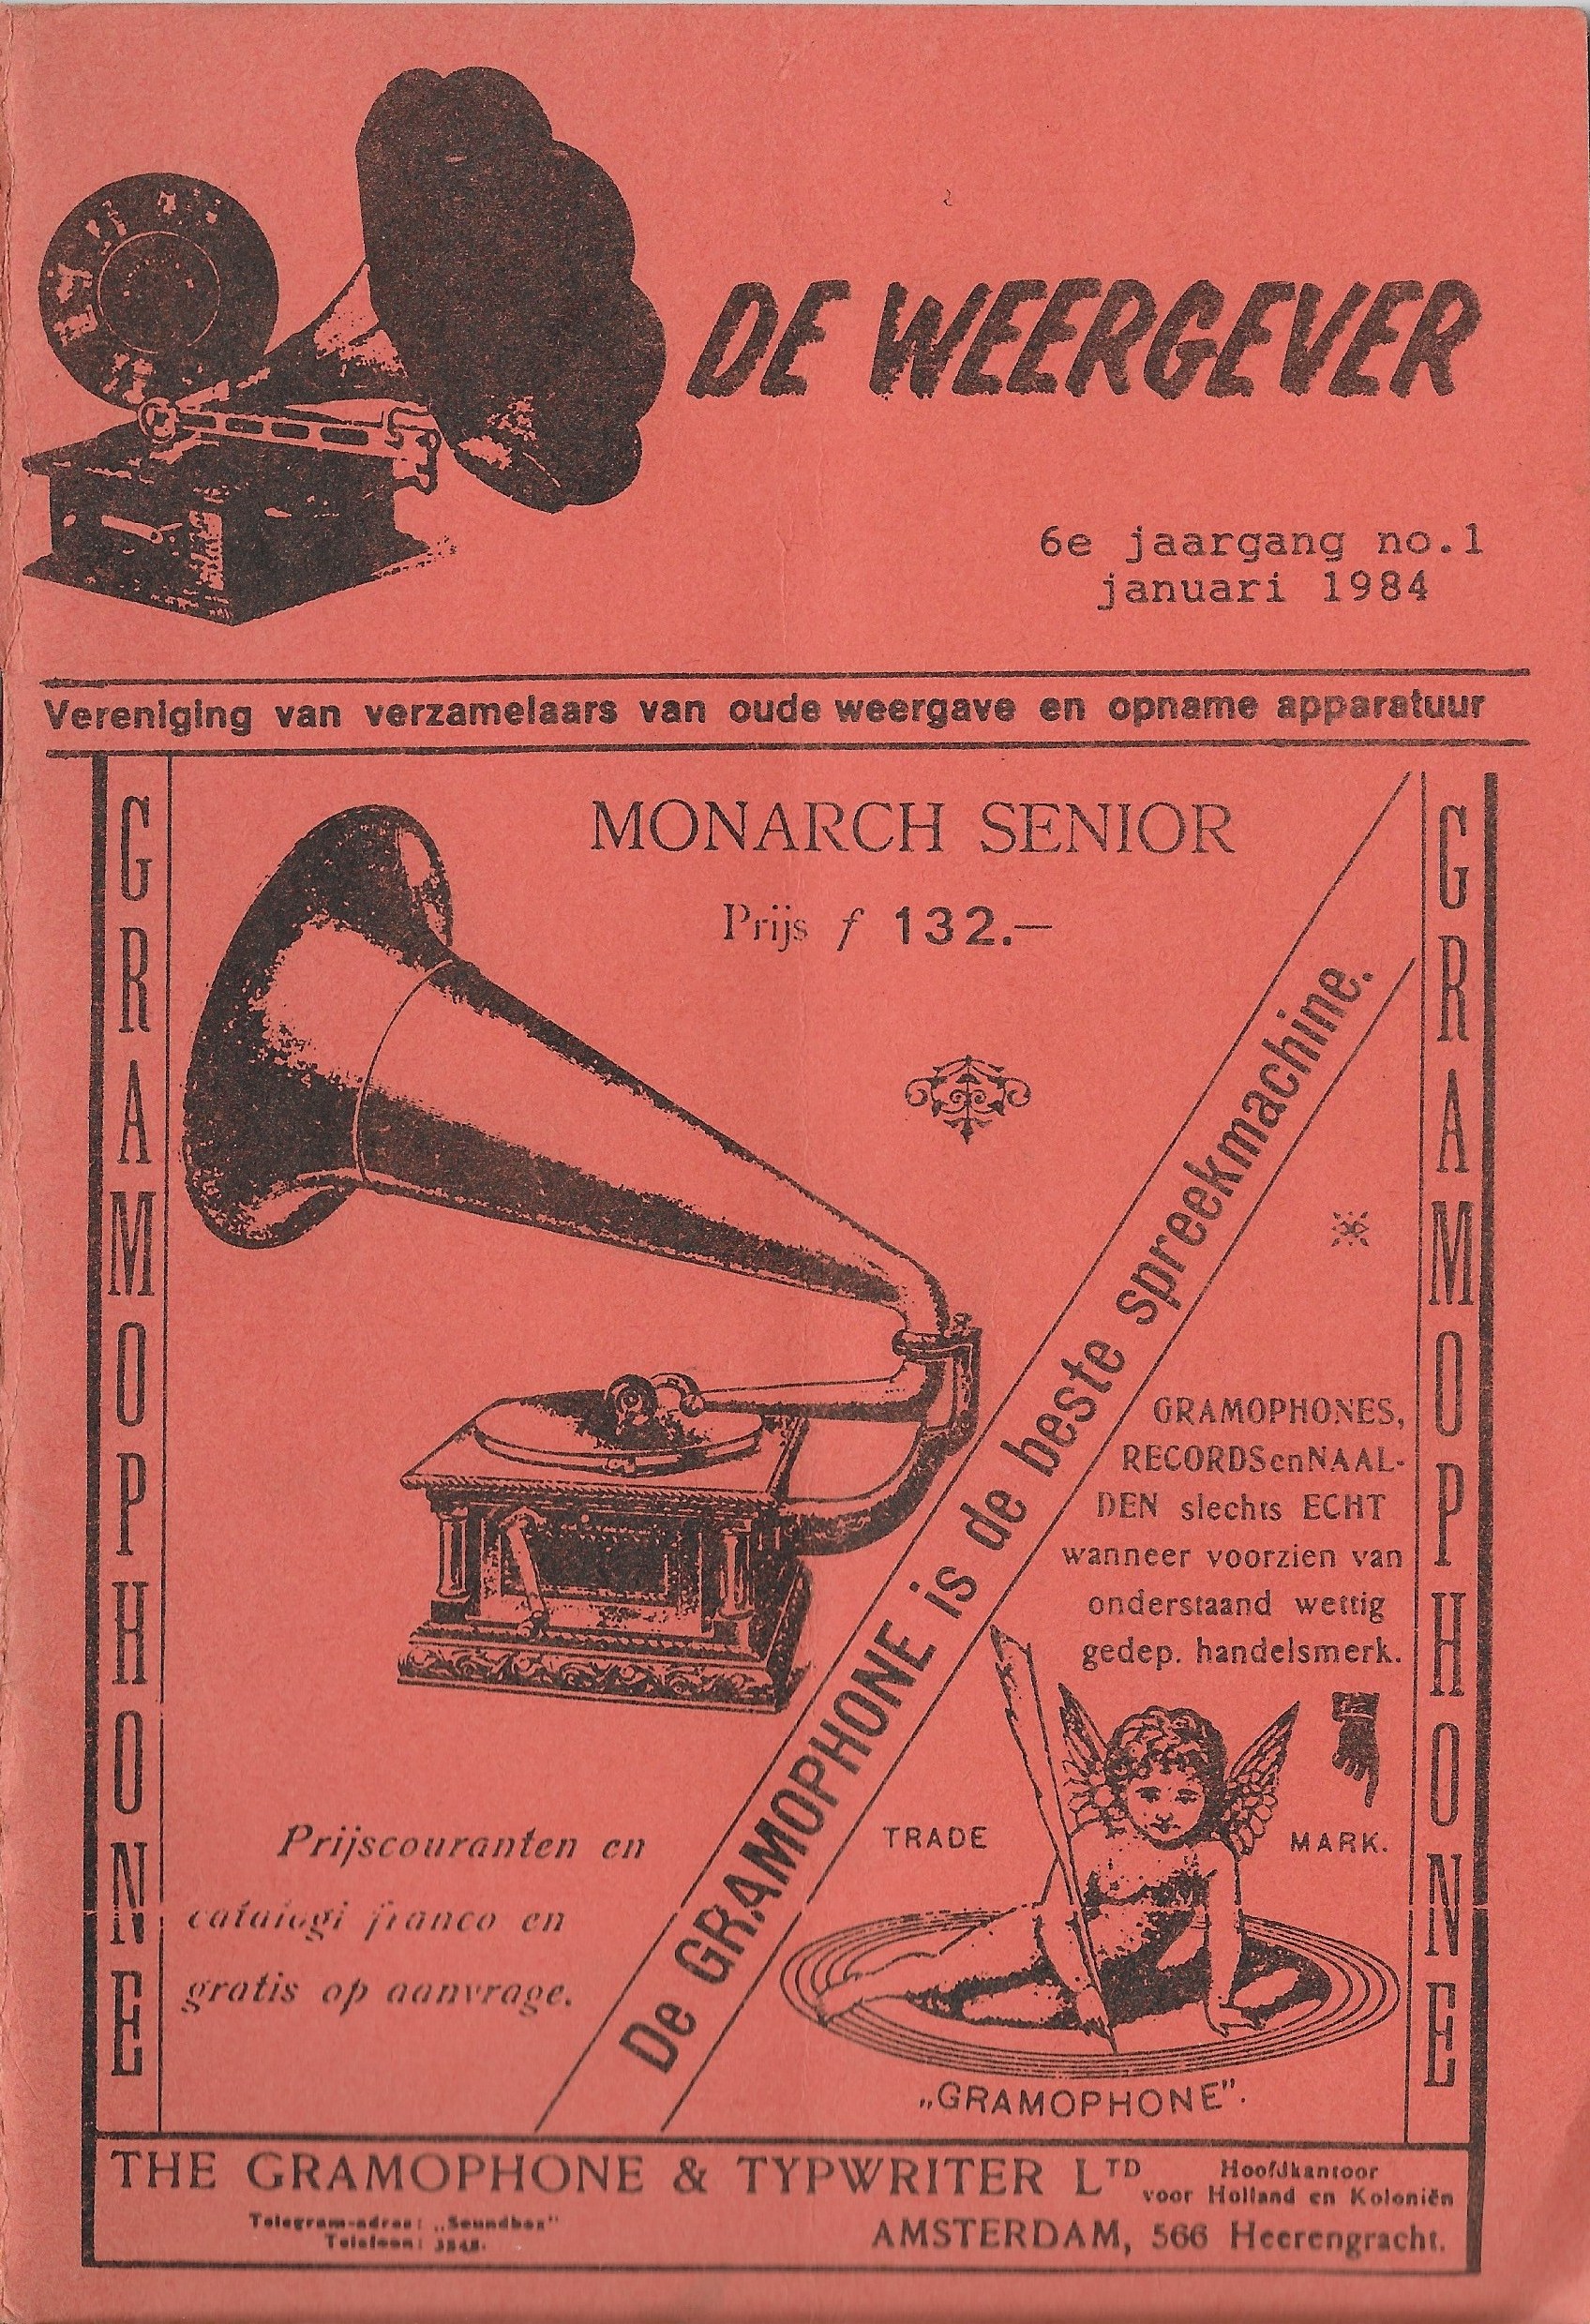 DE WEERGEVER
6e jaargang no.1
januari 1984
Vereniging van verzamelaars van oude weergave en opname apparatuur
GRAMOPHONE
MONARCH SENIOR
Prijs f 132.—
De GRAMOPHONE is de beste spreekmachine.
GRAMOPHONES,
RECORDS en NAAL-
DEN slechts ECHT
wanneer voorzien van
onderstaand wettig
gedep. handelsmerk.
TRADE MARK.
„GRAMOPHONE".
Prijscouranten en
catalogi franco en
gratis op aanvrage.
GRAMOPHONE
THE GRAMOPHONE & TYPWRITER LTD
Hoofdkantoor
voor Holland en Koloniën
Telegram-adres: „Soundbox"
Telefoon:
AMSTERDAM, 566 Heerengracht.